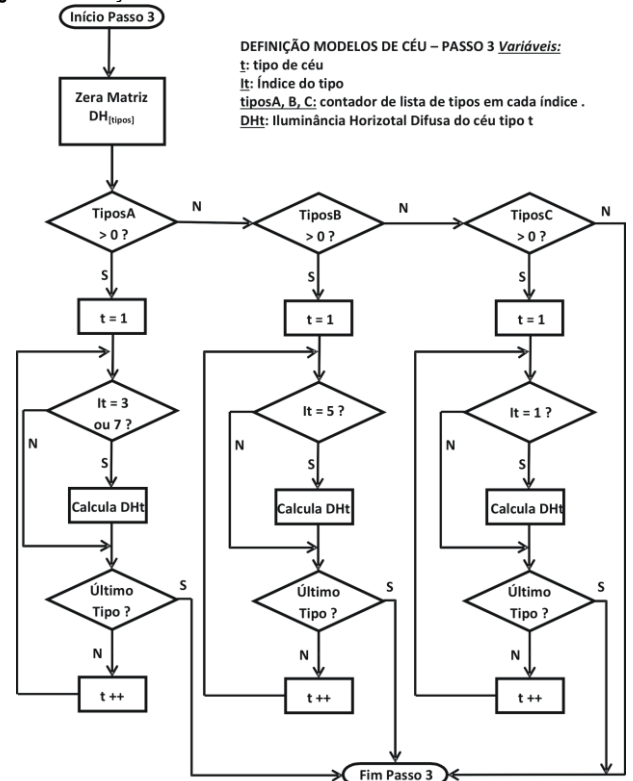 Início Passo 3
DEFINIÇÃO MODELOS DE CÉU – PASSO 3 Variáveis:
t: tipo de céu
It: Índice do tipo
tiposA, B, C: contador de lista de tipos em cada índice .
DHt: Iluminância Horizotal Difusa do céu tipo t
Zera Matriz
DH[tipos]
TiposA
> 0 ?
N
S
TiposB
> 0 ?
N
S
TiposC
> 0 ?
N
S
t = 1
t = 1
t = 1
It = 3
ou 7 ?
N
S
It = 5 ?
N
S
It = 1 ?
N
S
Calcula DHt
Calcula DHt
Calcula DHt
Último
Tipo ?
S
N
Último
Tipo ?
S
N
Último
Tipo ?
S
N
t ++
t ++
t ++
Fim Passo 3